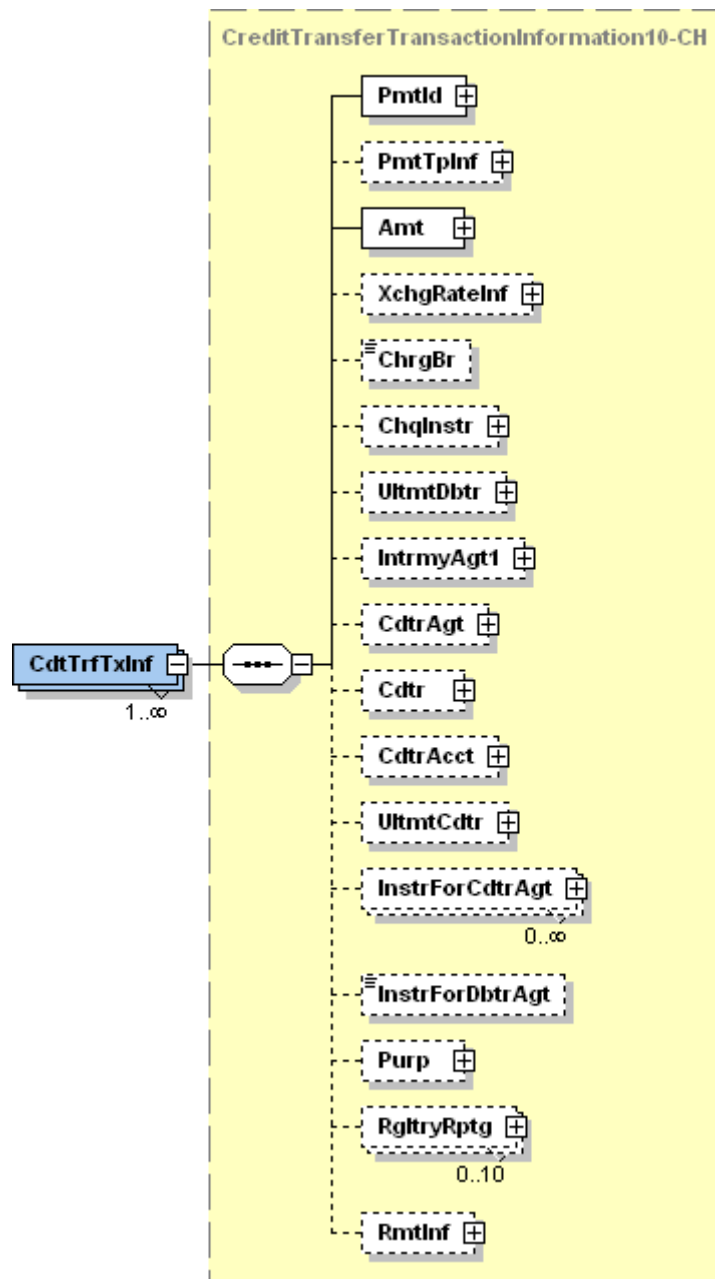 CreditTransferTransactionInformation10-CH
PmtId
PmtTpInf
Amt
XchgRateInf
ChrgBr
ChqInstr
UltmtDbtr
IntrmyAgt1
CdtrAgt
CdtTrfTxInf
1..∞
Cdtr
CdtrAcct
UltmtCdtr
InstrForCdtrAgt
0..∞
InstrForDbtrAgt
Purp
RgltryRptg
0..10
RmtInf